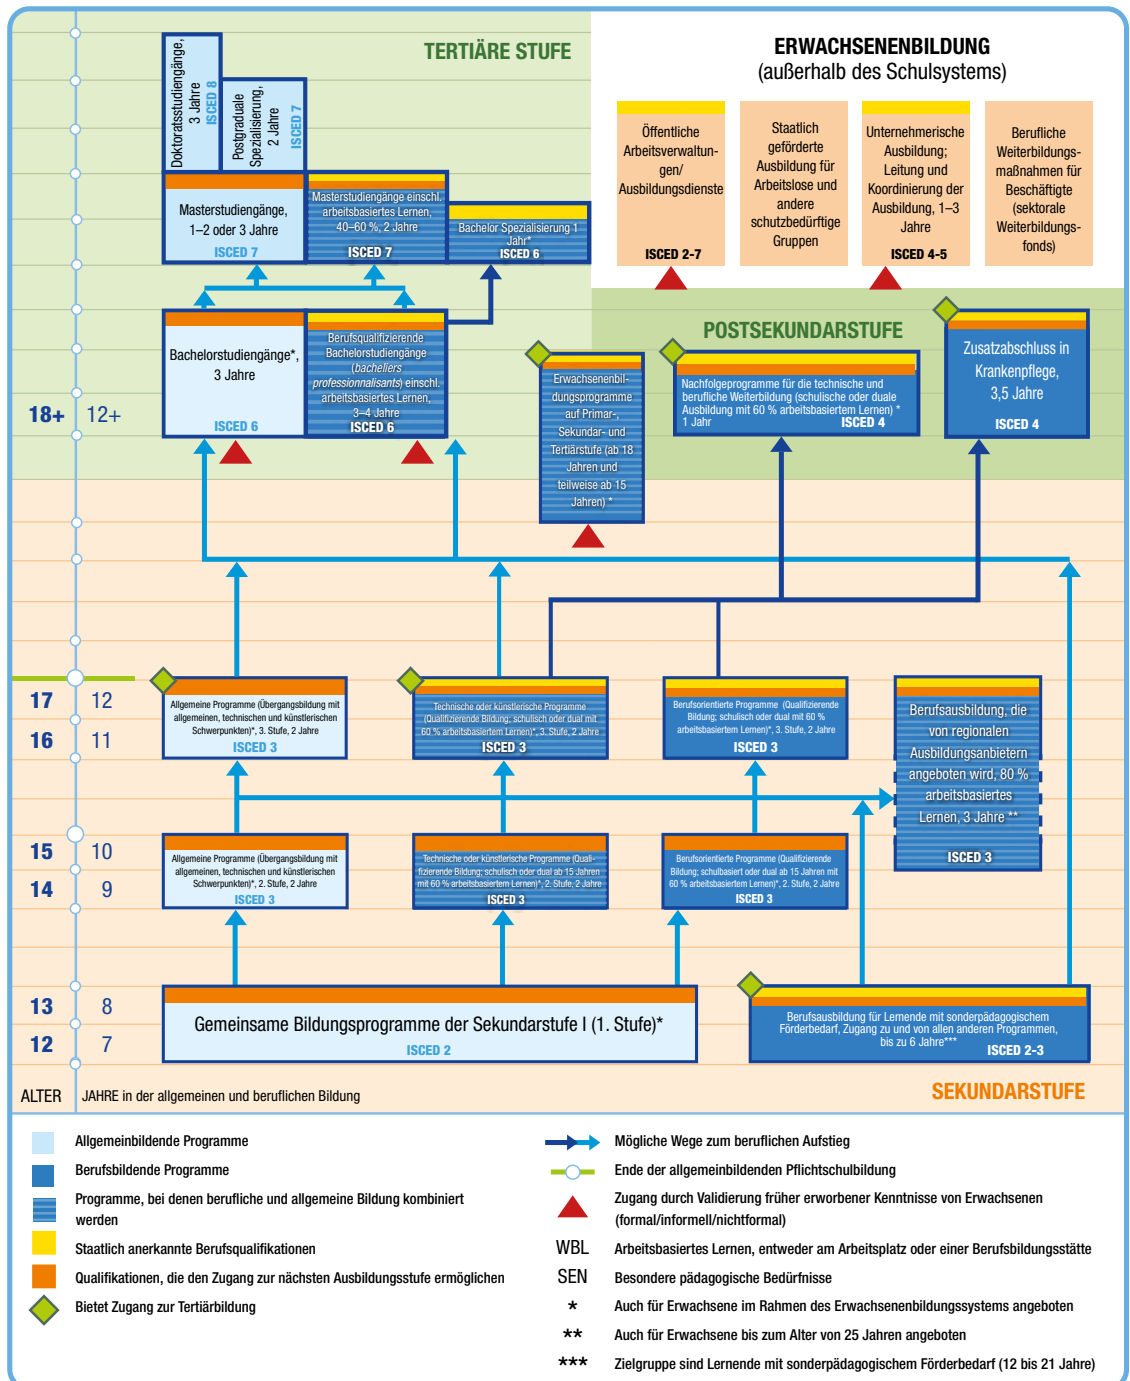 TERTIÄRE STUFE
ERWACHSENENBILDUNG
(außerhalb des Schulsystems)
Doktoratsstudiengänge,
3 Jahre
ISCED 8
Postgraduale
Spezialisierung,
2 Jahre
ISCED 7
Öffentliche
Arbeitsverwaltun-
gen/
Ausbildungsdienste
ISCED 2-7
Staatlich
geförderte
Ausbildung für
Arbeitslose und
andere
schutzbedürftige
Gruppen
Unternehmerische
Ausbildung;
Leitung und
Koordinierung der
Ausbildung, 1–3
Jahre
ISCED 4-5
Berufliche
Weiterbildungs-
maßnahmen für
Beschäftigte
(sektorale
Weiterbildungs-
fonds)
Masterstudiengänge,
1–2 oder 3 Jahre
ISCED 7
Masterstudiengänge einschl.
arbeitsbasiertes Lernen,
40–60 %, 2 Jahre
ISCED 7
Bachelor Spezialisierung 1
Jahr*
ISCED 6
POSTSEKUNDARSTUFE
Bachelorstudiengänge*,
3 Jahre
ISCED 6
Berufsqualifizierende
Bachelorstudiengänge
(bacheliers
professionnalisants) einschl.
arbeitsbasiertes Lernen,
3–4 Jahre
ISCED 6
Erwachsenenbil-
dungsprogramme
auf Primar-,
Sekundar- und
Tertiärstufe (ab 18
Jahren und
teilweise ab 15
Jahren) *
Nachfolgeprogramme für die technische und
berufliche Weiterbildung (schulische oder duale
Ausbildung mit 60 % arbeitsbasiertem Lernen) *
1 Jahr ISCED 4
Zusatzabschluss in
Krankenpflege,
3,5 Jahre
ISCED 4
18+ 12+
17 12
16 11
Allgemeine Programme (Übergangsbildung mit
allgemeinen, technischen und künstlerischen
Schwerpunkten)*, 3. Stufe, 2 Jahre
ISCED 3
Technische oder künstlerische Programme
(Qualifizierende Bildung; schulisch oder dual mit
60 % arbeitsbasiertem Lernen)*, 3. Stufe, 2 Jahre
ISCED 3
Berufsorientierte Programme (Qualifizierende
Bildung; schulisch oder dual mit 60 %
arbeitsbasiertem Lernen)*, 3. Stufe, 2 Jahre
ISCED 3
Berufsausbildung, die
von regionalen
Ausbildungsanbietern
angeboten wird, 80 %
arbeitsbasiertes
Lernen, 3 Jahre **
ISCED 3
15 10
14 9
Allgemeine Programme (Übergangsbildung mit
allgemeinen, technischen und künstlerischen
Schwerpunkten)*, 2. Stufe, 2 Jahre
ISCED 3
Technische oder künstlerische Programme (Quali-
fizierende Bildung; schulisch oder dual ab 15 Jahren
mit 60 % arbeitsbasiertem Lernen)*, 2. Stufe, 2 Jahre
ISCED 3
Berufsorientierte Programme (Qualifizierende
Bildung; schulbasiert oder dual ab 15 Jahren mit
60 % arbeitsbasiertem Lernen)*, 2. Stufe, 2 Jahre
ISCED 3
13 8
12 7
Gemeinsame Bildungsprogramme der Sekundarstufe I (1. Stufe)*
ISCED 2
Berufsausbildung für Lernende mit sonderpädagogischem
Förderbedarf, Zugang zu und von allen anderen Programmen,
bis zu 6 Jahre***
ISCED 2-3
ALTER JAHRE in der allgemeinen und beruflichen Bildung
SEKUNDARSTUFE
Allgemeinbildende Programme
Berufsbildende Programme
Programme, bei denen berufliche und allgemeine Bildung kombiniert
werden
Staatlich anerkannte Berufsqualifikationen
Qualifikationen, die den Zugang zur nächsten Ausbildungsstufe ermöglichen
Bietet Zugang zur Tertiärbildung
Mögliche Wege zum beruflichen Aufstieg
Ende der allgemeinbildenden Pflichtschulbildung
Zugang durch Validierung früher erworbener Kenntnisse von Erwachsenen
(formal/informell/nichtformal)
WBL Arbeitsbasiertes Lernen, entweder am Arbeitsplatz oder einer Berufsbildungsstätte
SEN Besondere pädagogische Bedürfnisse
* Auch für Erwachsene im Rahmen des Erwachsenenbildungssystems angeboten
** Auch für Erwachsene bis zum Alter von 25 Jahren angeboten
*** Zielgruppe sind Lernende mit sonderpädagogischem Förderbedarf (12 bis 21 Jahre)